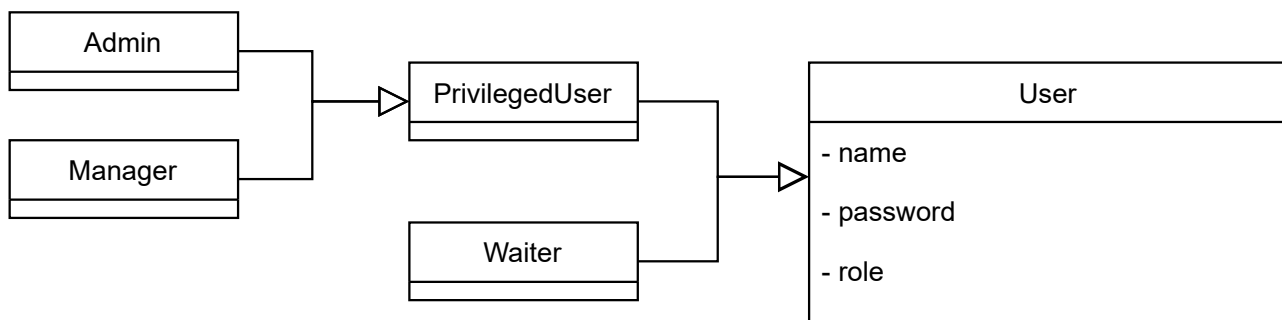 Admin
Manager
PrivilegedUser
Waiter
User
- name
- password
- role